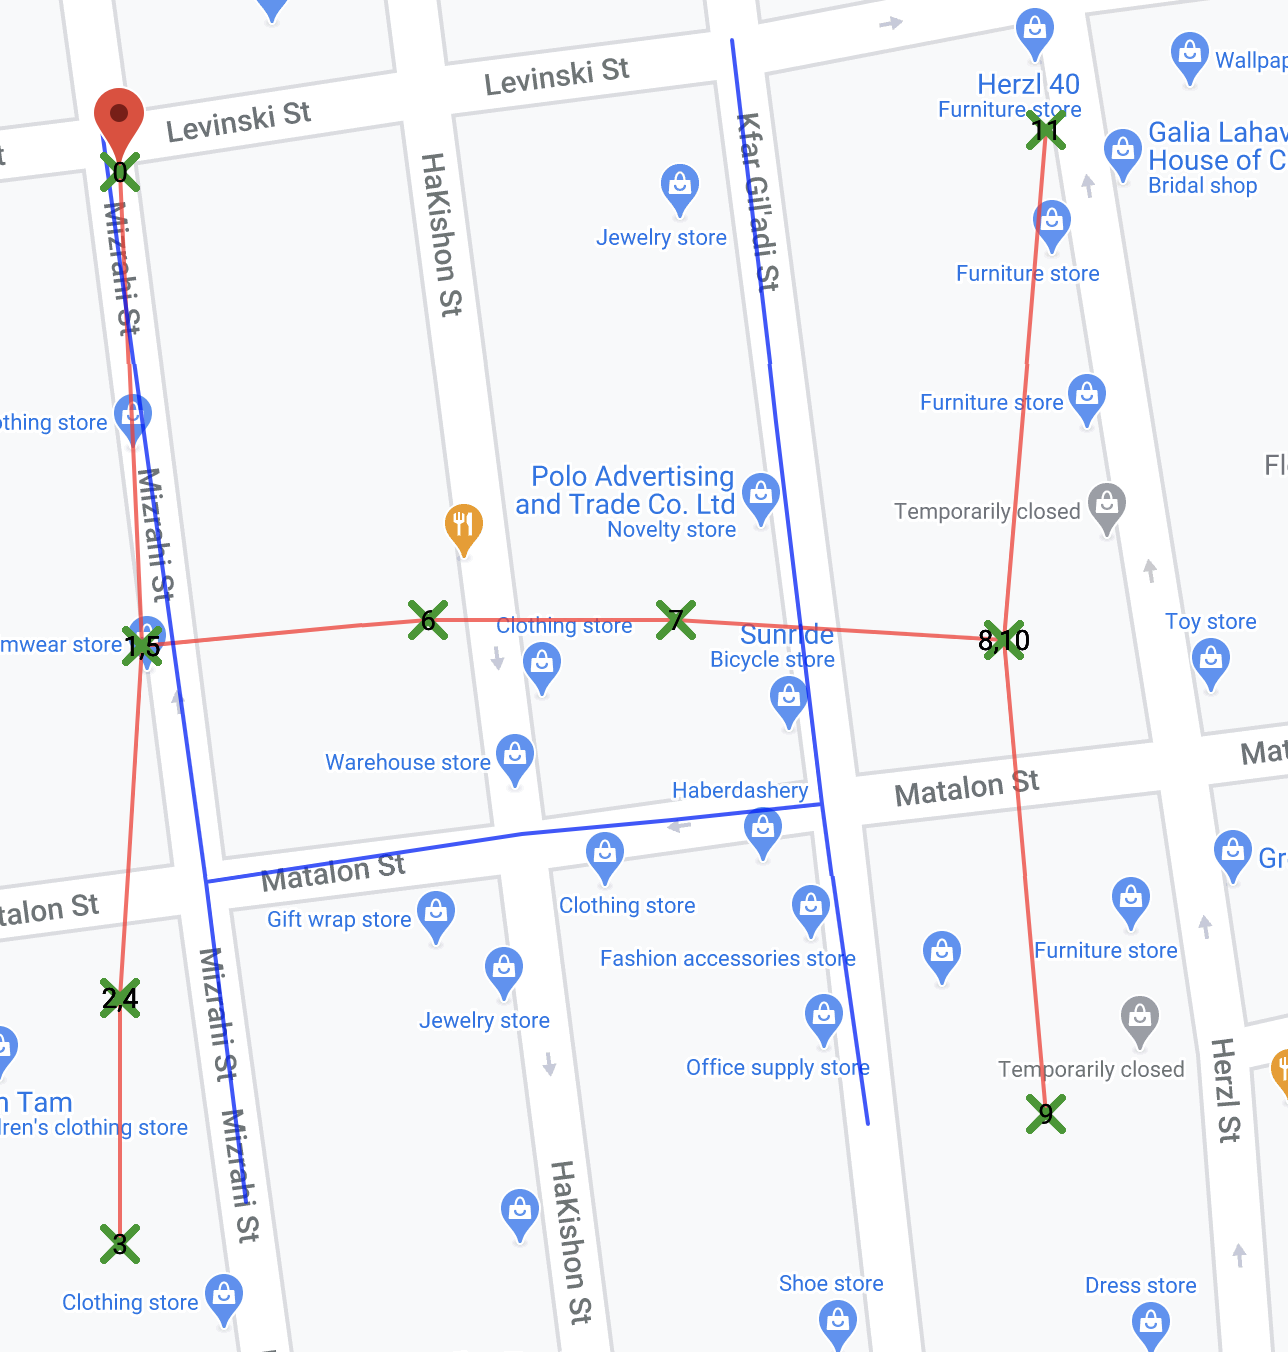 Levinski St
Levinski St
Herzl 40
Furniture store
11
Wallpap
Galia Lahav
House of C
Bridal shop
0
Mizrahi St
HaKishon St
Kfar Gil'adi St
Jewelry store
Furniture store
othing store
Furniture store
Mizrahi St
Polo Advertising
and Trade Co. Ltd
Novelty store
Temporarily closed
Fl
mwear store
1,5
6
Clothing store
7
Sunride
Bicycle store
8,10
Toy store
Warehouse store
Haberdashery
Matalon St
Mat
Matalon St
Gr
talon St
Gift wrap store
Clothing store
Fashion accessories store
Furniture store
2,4
Mizrahi St
Jewelry store
Office supply store
Temporarily closed
Herzl St
n Tam
dren's clothing store
9
Mizrahi St
HaKishon St
3
Clothing store
Shoe store
Dress store